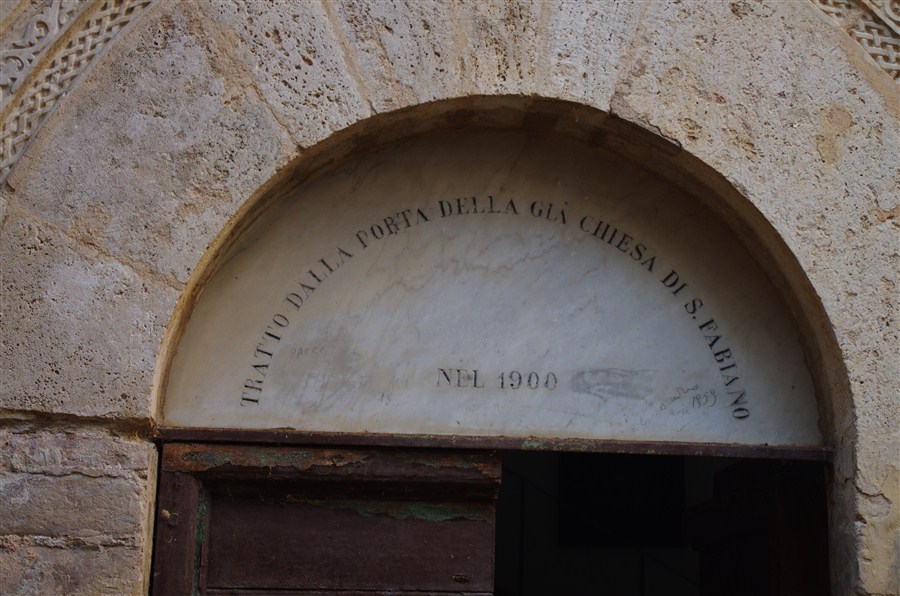 TRATTO DALLA PORTA DELLA GIÀ CHIESA DI S. FABIANO
NEL 1900